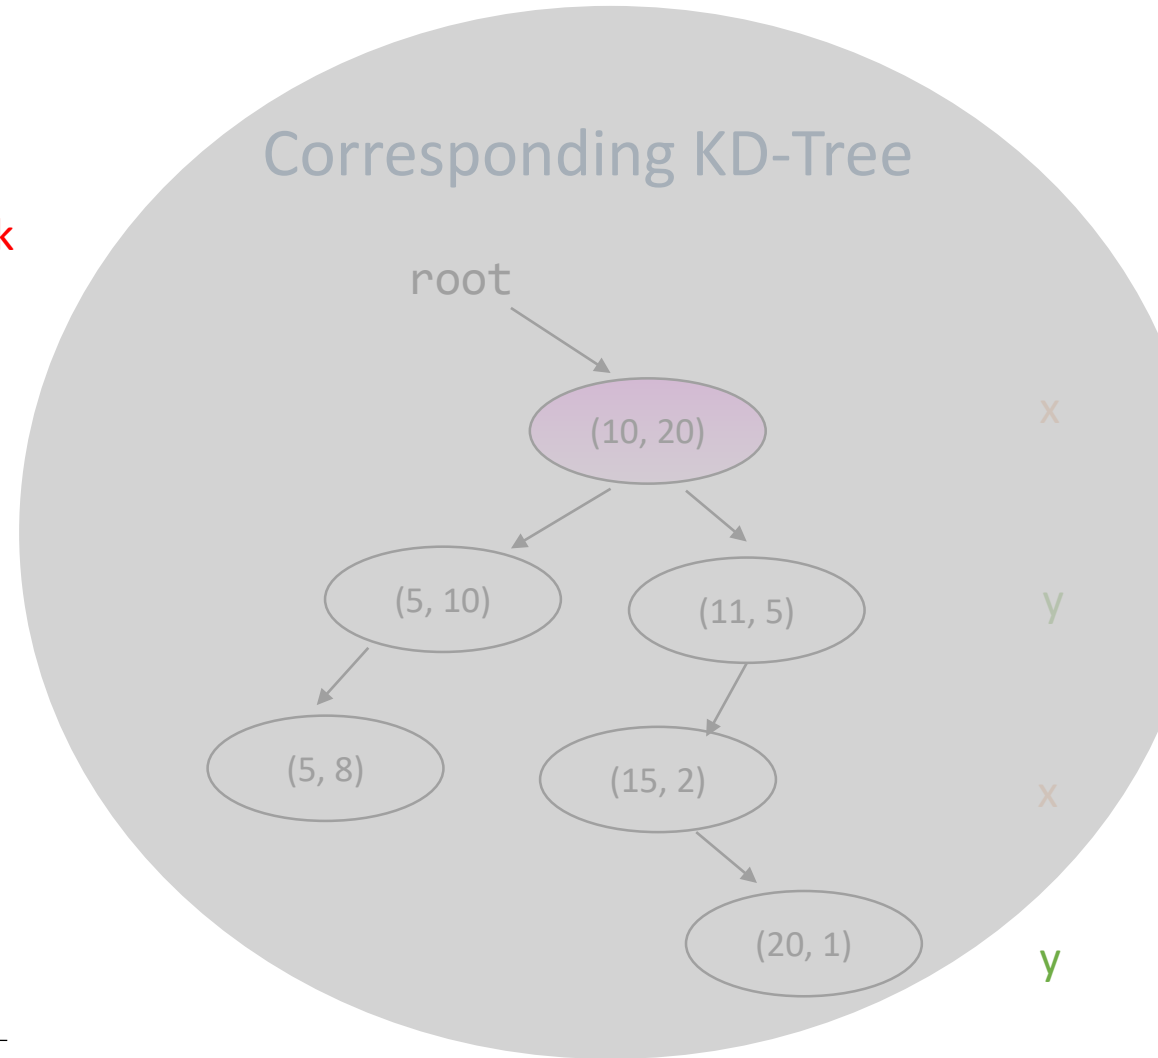 Corresponding KD-Tree
k
root
(10, 20)
x
(5, 10)
(11, 5)
y
(5, 8)
(15, 2)
x
(20, 1)
y